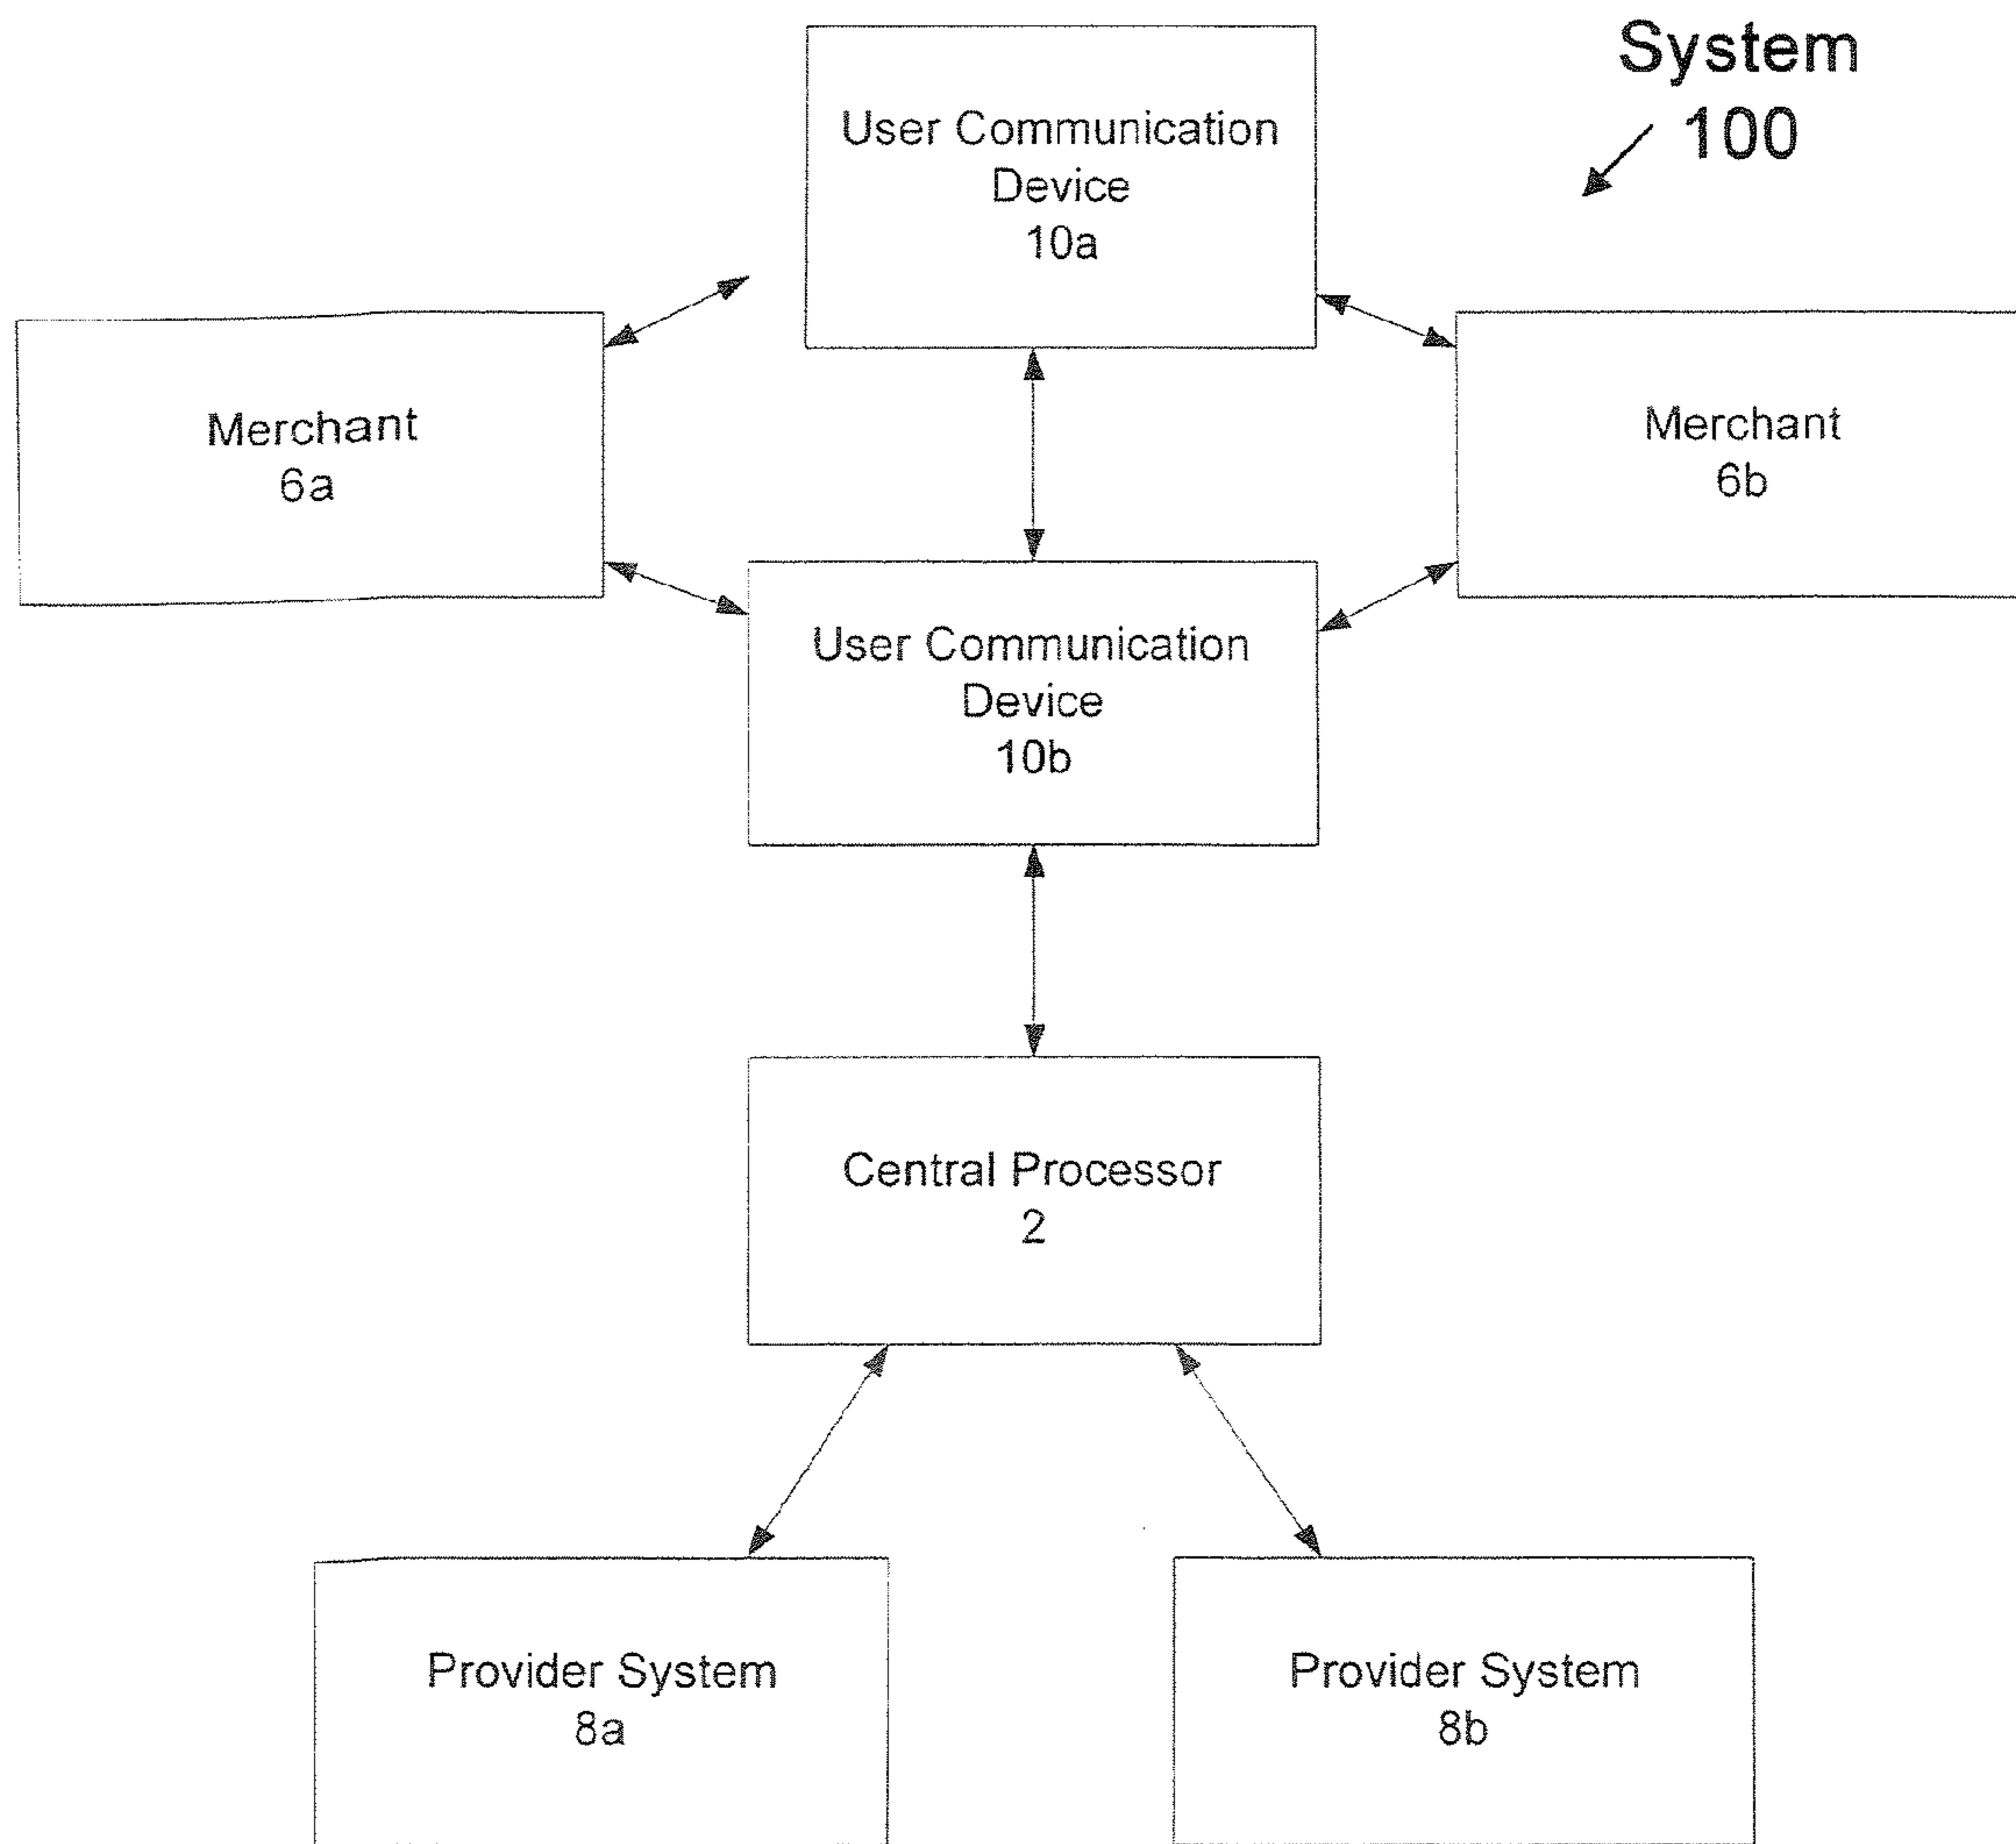 System
100
User Communication
Device
10a
Merchant
6a
Merchant
6b
User Communication
Device
10b
Central Processor
2
Provider System
8a
Provider System
8b